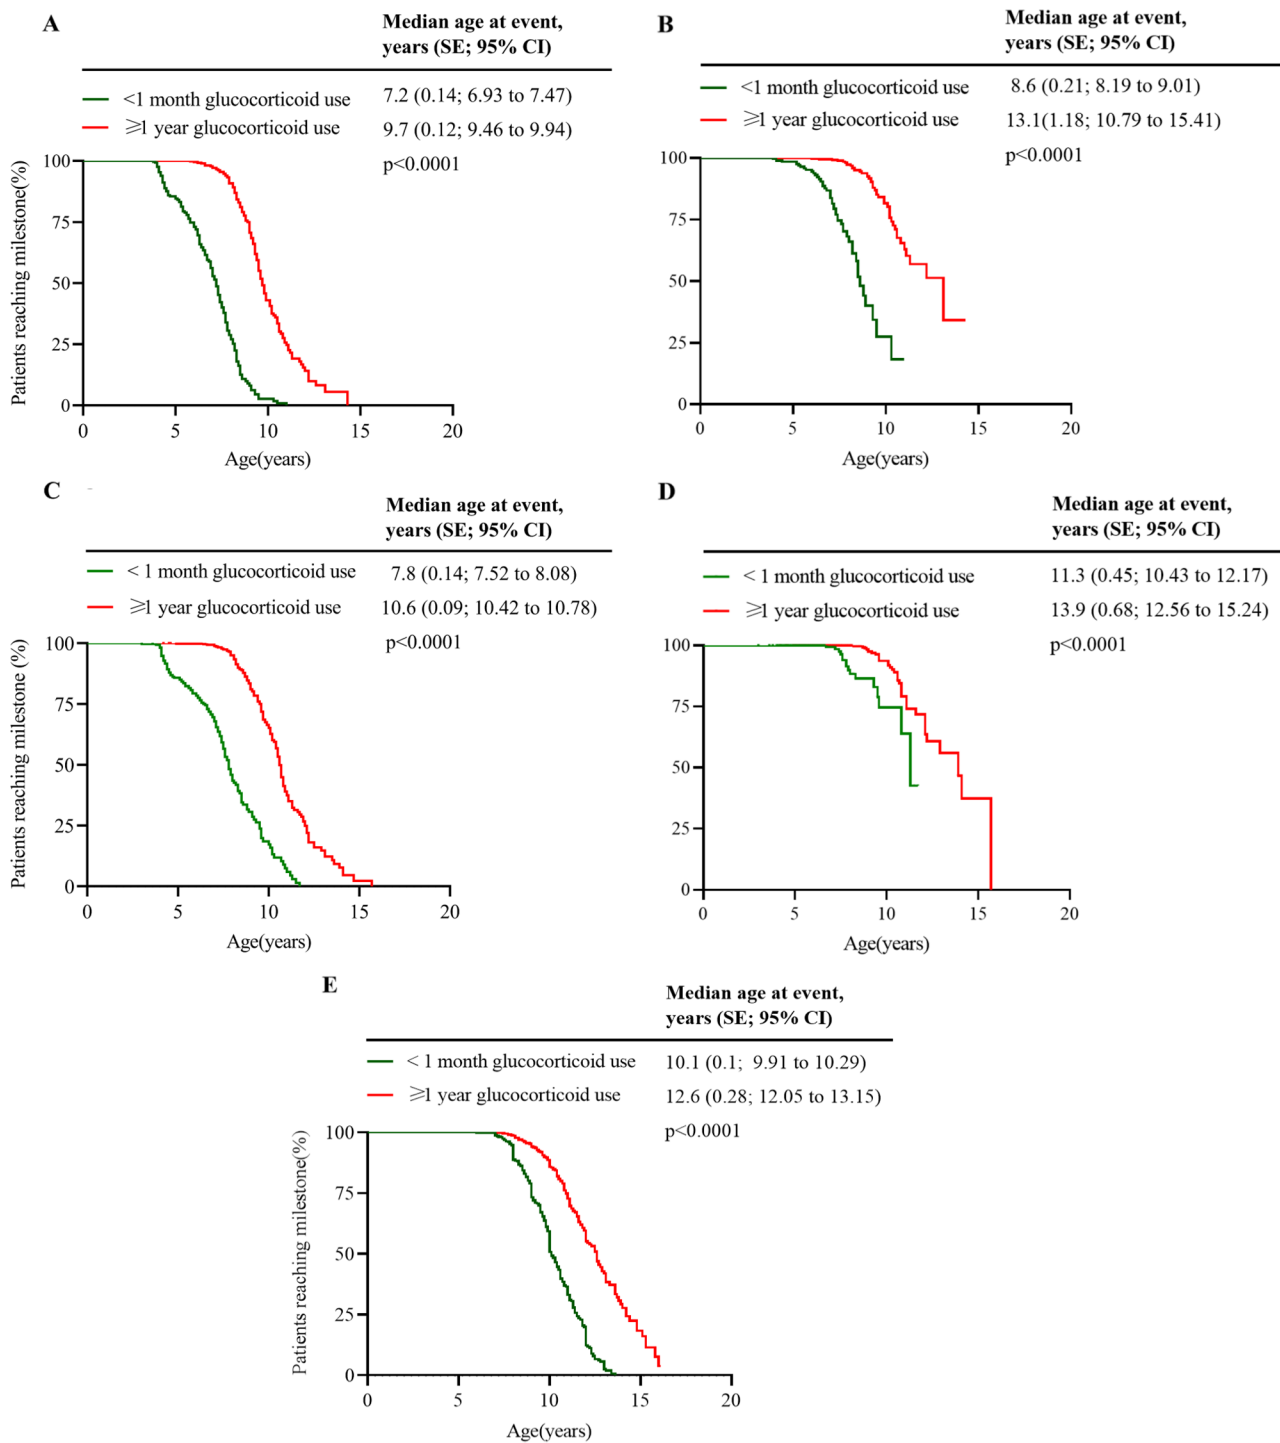 A
Median age at event,
years (SE; 95% CI)
<1 month glucocorticoid use 7.2 (0.14; 6.93 to 7.47)
⩾1 year glucocorticoid use 9.7 (0.12; 9.46 to 9.94)
p<0.0001
Patients reaching milestone(%)
100
75
50
25
0
0 5 10 15 20
Age(years)
B
Median age at event,
years (SE; 95% CI)
<1 month glucocorticoid use 8.6 (0.21; 8.19 to 9.01)
⩾1 year glucocorticoid use 13.1(1.18; 10.79 to 15.41)
p<0.0001
100
75
50
25
0
0 5 10 15 20
Age(years)
C
Median age at event,
years (SE; 95% CI)
< 1 month glucocorticoid use 7.8 (0.14; 7.52 to 8.08)
⩾1 year glucocorticoid use 10.6 (0.09; 10.42 to 10.78)
p<0.0001
Patients reaching milestone (%)
100
75
50
25
0
0 5 10 15 20
Age(years)
D
Median age at event,
years (SE; 95% CI)
< 1 month glucocorticoid use 11.3 (0.45; 10.43 to 12.17)
⩾1 year glucocorticoid use 13.9 (0.68; 12.56 to 15.24)
p<0.0001
100
75
50
25
0
0 5 10 15 20
Age(years)
E
Median age at event,
years (SE; 95% CI)
< 1 month glucocorticoid use 10.1 (0.1; 9.91 to 10.29)
⩾1 year glucocorticoid use 12.6 (0.28; 12.05 to 13.15)
p<0.0001
Patients reaching milestone(%)
100
75
50
25
0
0 5 10 15 20
Age(years)